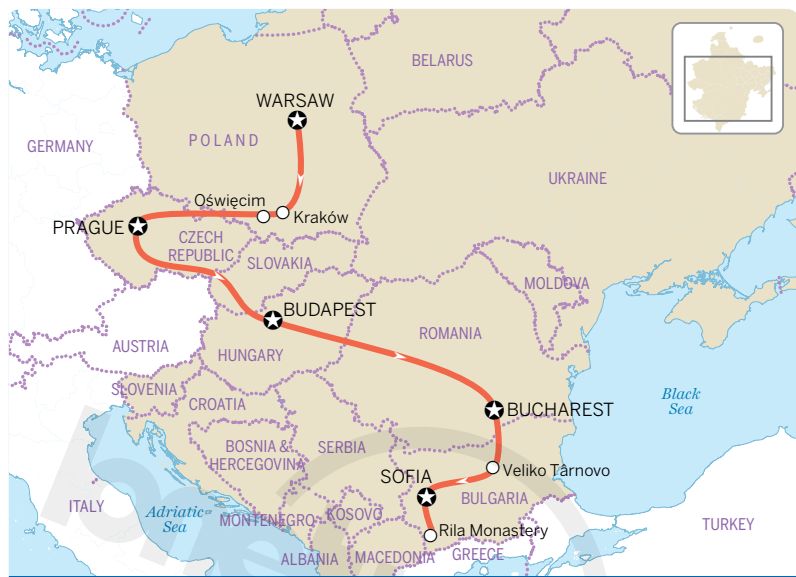 BELARUS
WARSAW
POLAND
GERMANY
UKRAINE
Oświęcim
Kraków
PRAGUE
CZECH
REPUBLIC
SLOVAKIA
MOLDOVA
BUDAPEST
ROMANIA
AUSTRIA
HUNGARY
SLOVENIA
CROATIA
Black
Sea
BUCHAREST
BOSNIA &
HERCEGOVINA
SERBIA
Veliko Târnovo
SOFIA
BULGARIA
ITALY
Adriatic
Sea
MONTENEGRO
KOSOVO
Rila Monastery
TURKEY
ALBANIA
MACEDONIA
GREECE